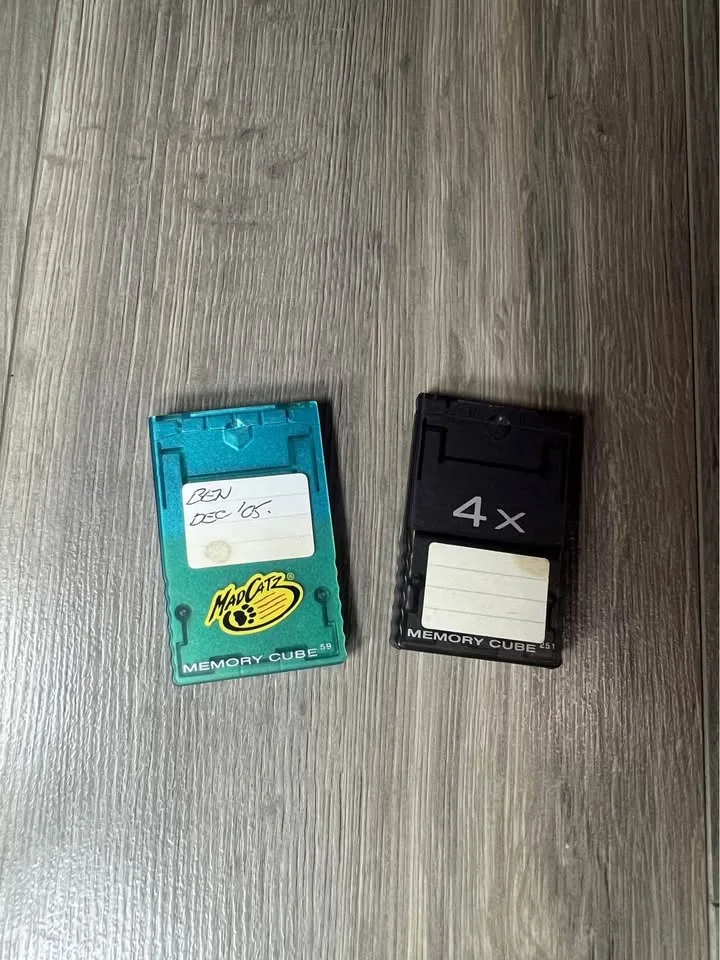 BEN
DEC '05.
MADCATZ®
MEMORY CUBE 59
4x
MEMORY CUBE 251